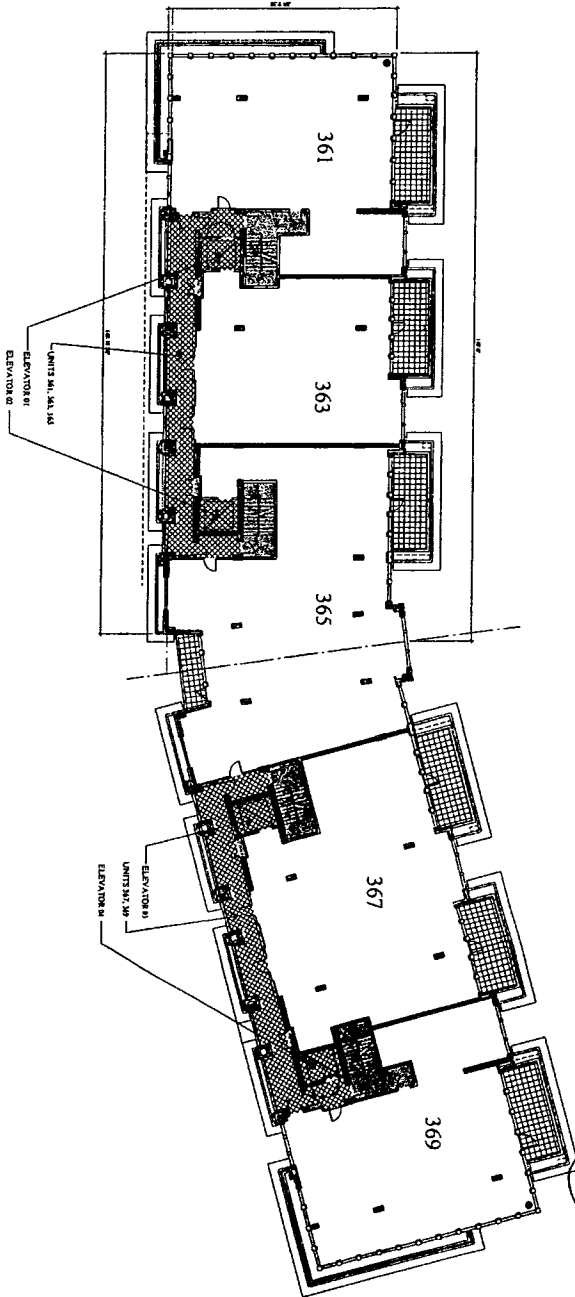 361
363
365
367
369
UNITS 361, 363, 365
ELEVATOR 01
ELEVATOR 02
ELEVATOR 03
UNITS 367, 369
ELEVATOR 04